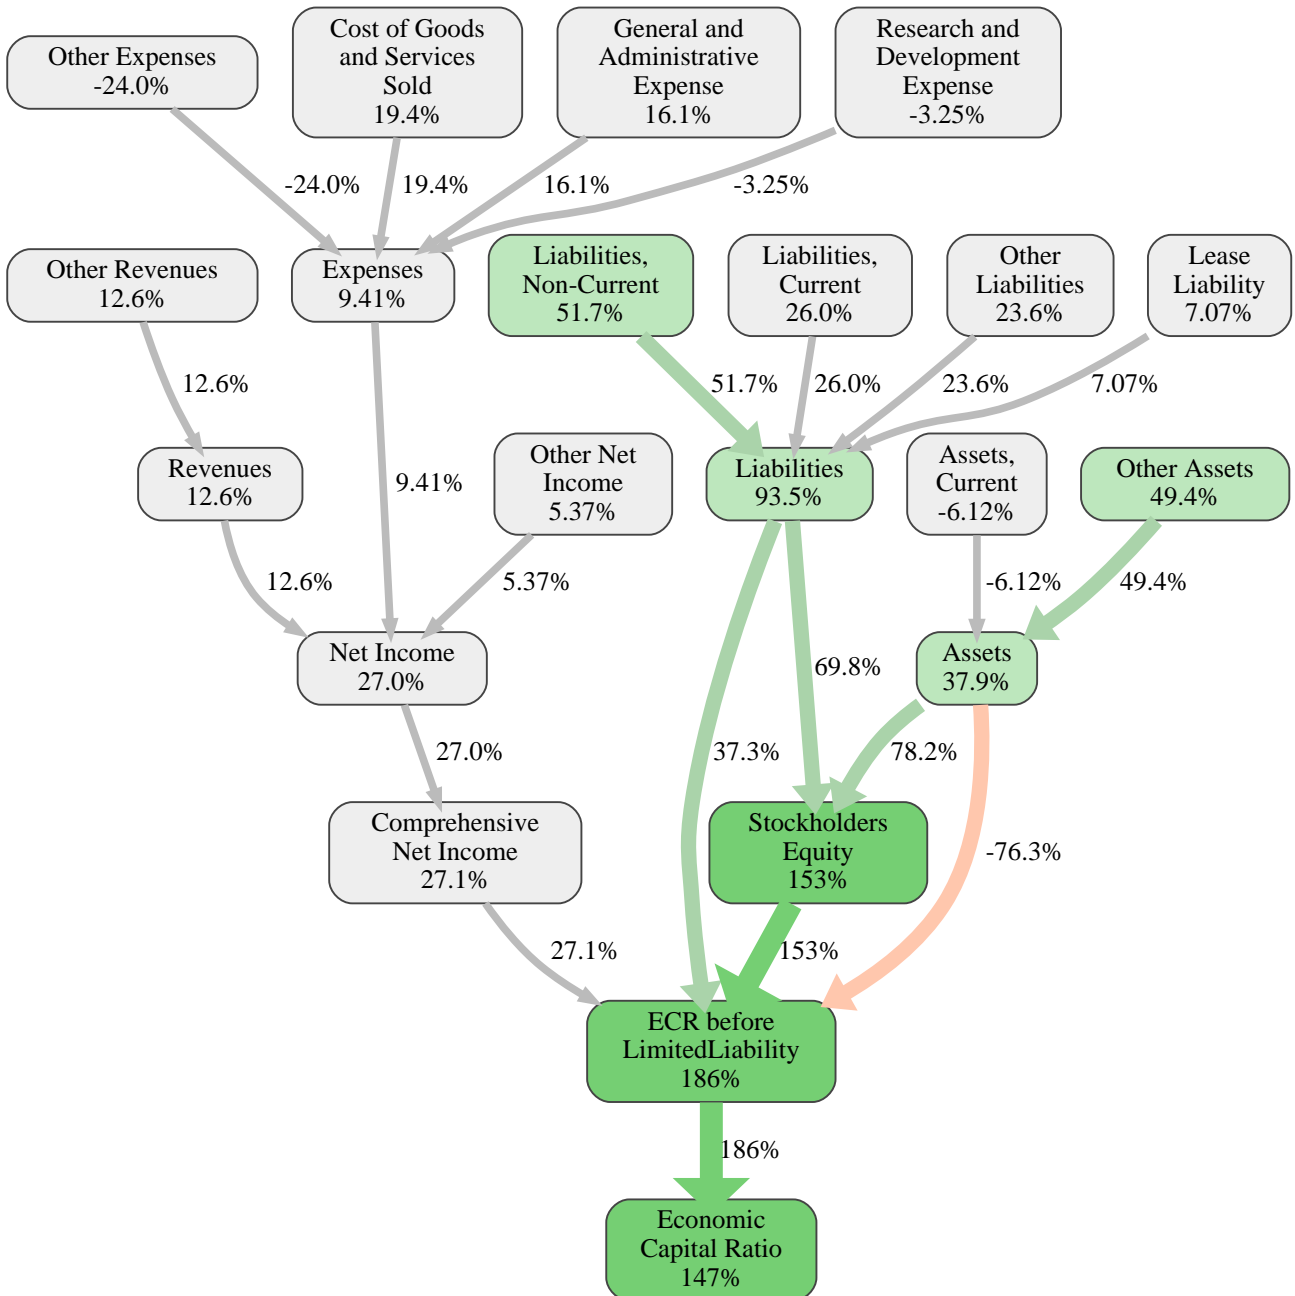 Other Expenses
-24.0%
Cost of Goods
and Services
Sold
19.4%
General and
Administrative
Expense
16.1%
Research and
Development
Expense
-3.25%
-24.0%
19.4%
16.1%
-3.25%
Other Revenues
12.6%
Expenses
9.41%
Liabilities,
Non-Current
51.7%
Liabilities,
Current
26.0%
Other
Liabilities
23.6%
Lease
Liability
7.07%
12.6%
51.7%
26.0%
23.6%
7.07%
Revenues
12.6%
9.41%
Other Net
Income
5.37%
Liabilities
93.5%
Assets,
Current
-6.12%
Other Assets
49.4%
12.6%
5.37%
-6.12%
49.4%
Net Income
27.0%
69.8%
Assets
37.9%
27.0%
37.3%
78.2%
Comprehensive
Net Income
27.1%
Stockholders
Equity
153%
-76.3%
27.1%
153%
ECR before
LimitedLiability
186%
186%
Economic
Capital Ratio
147%